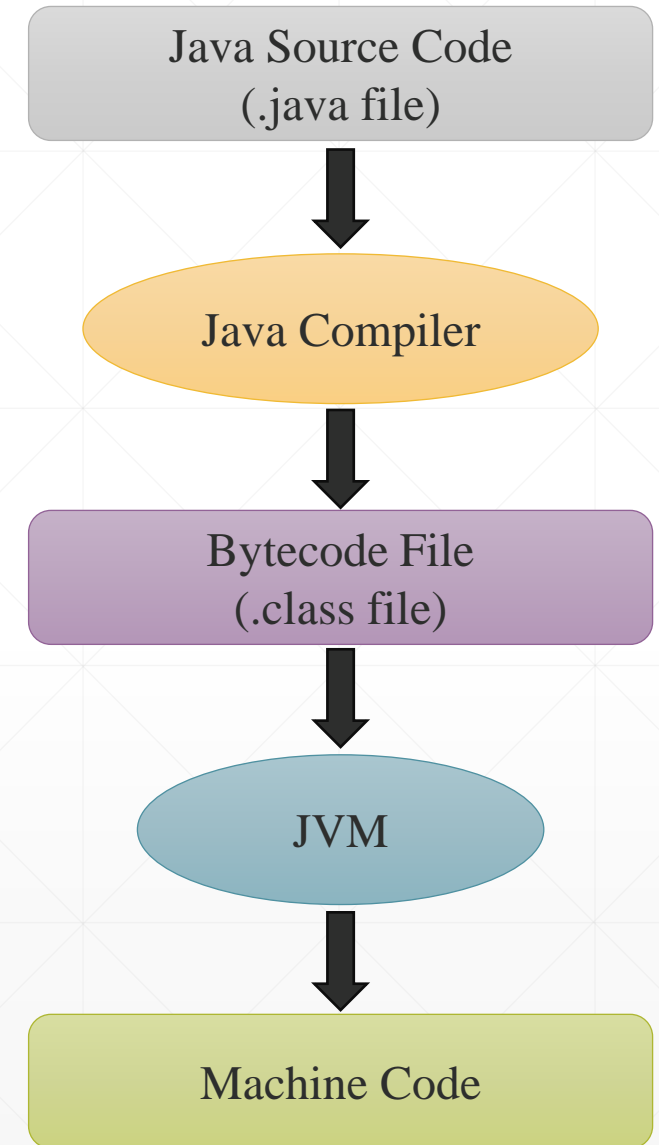 Java Source Code
(.java file)
Java Compiler
Bytecode File
(.class file)
JVM
Machine Code